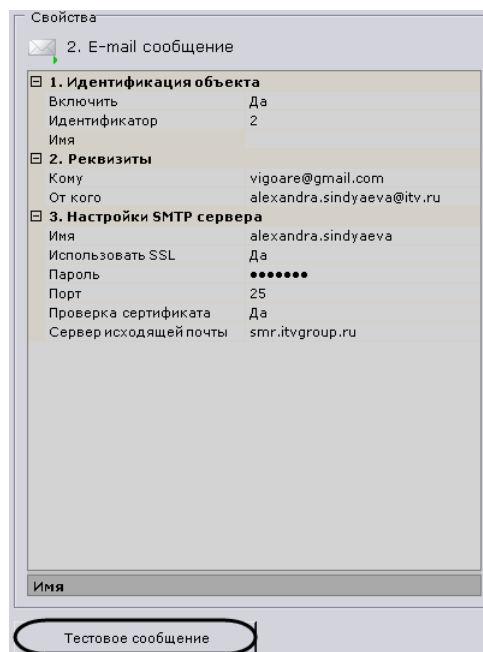 Свойства
2. E-mail сообщение
1. Идентификация объекта
Включить Да
Идентификатор 2
Имя
2. Реквизиты
Кому vigoare@gmail.com
От кого alexandra.sindyaeva@itv.ru
3. Настройки SMTP сервера
Имя alexandra.sindyaeva
Использовать SSL Да
Пароль ●●●●●●●
Порт 25
Проверка сертификата Да
Сервер исходящей почты smr.itvgroup.ru
Имя
Тестовое сообщение